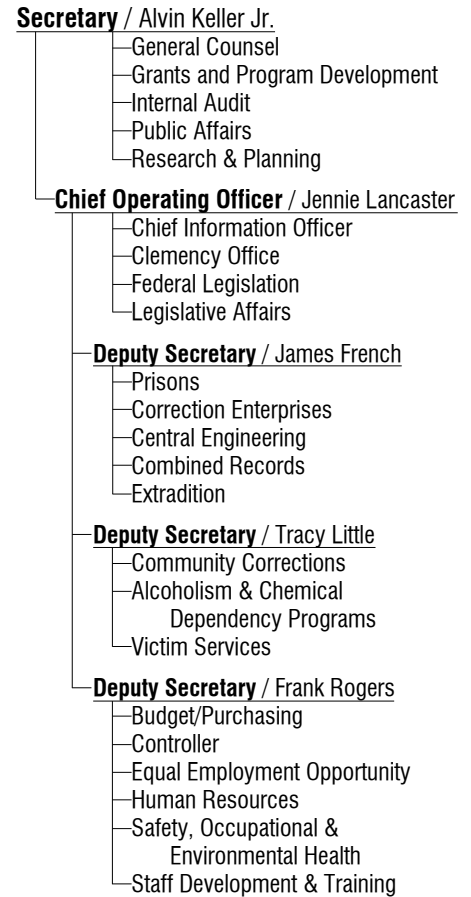 Secretary / Alvin Keller Jr.
General Counsel
Grants and Program Development
Internal Audit
Public Affairs
Research & Planning
Chief Operating Officer / Jennie Lancaster
Chief Information Officer
Clemency Office
Federal Legislation
Legislative Affairs
Deputy Secretary / James French
Prisons
Correction Enterprises
Central Engineering
Combined Records
Extradition
Deputy Secretary / Tracy Little
Community Corrections
Alcoholism & Chemical
Dependency Programs
Victim Services
Deputy Secretary / Frank Rogers
Budget/Purchasing
Controller
Equal Employment Opportunity
Human Resources
Safety, Occupational &
Environmental Health
Staff Development & Training